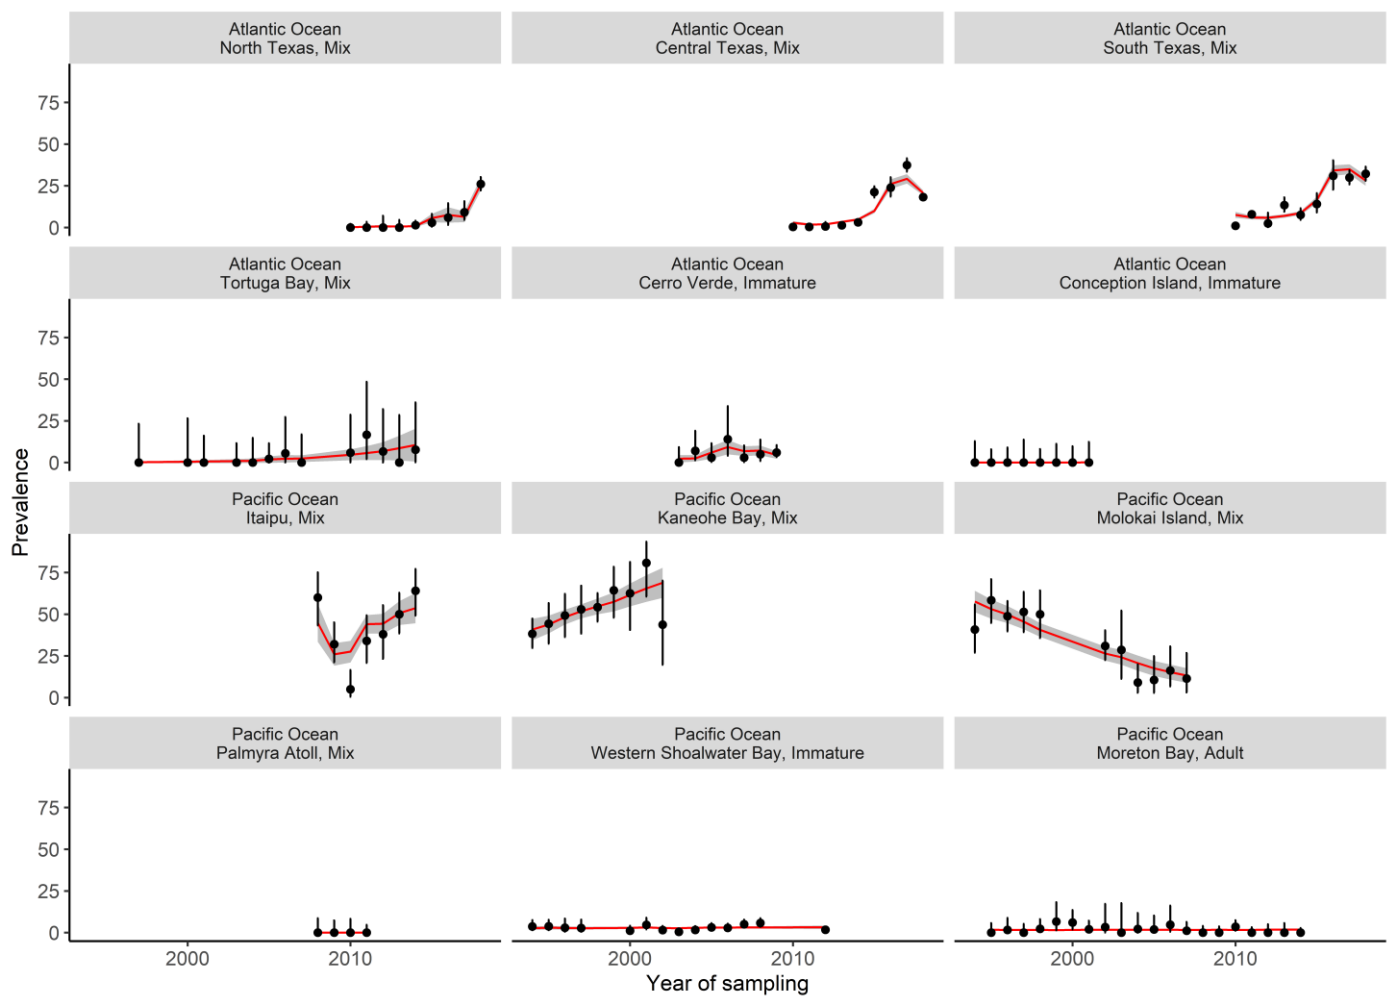 Atlantic Ocean
North Texas, Mix
Atlantic Ocean
Central Texas, Mix
Atlantic Ocean
South Texas, Mix
75
50
25
0
Atlantic Ocean
Tortuga Bay, Mix
Atlantic Ocean
Cerro Verde, Immature
Atlantic Ocean
Conception Island, Immature
75
50
25
0
Prevalence
Pacific Ocean
Itaipu, Mix
Pacific Ocean
Kaneohe Bay, Mix
Pacific Ocean
Molokai Island, Mix
75
50
25
0
Pacific Ocean
Palmyra Atoll, Mix
Pacific Ocean
Western Shoalwater Bay, Immature
Pacific Ocean
Moreton Bay, Adult
75
50
25
0
2000 2010 2000 2010 2000 2010
Year of sampling